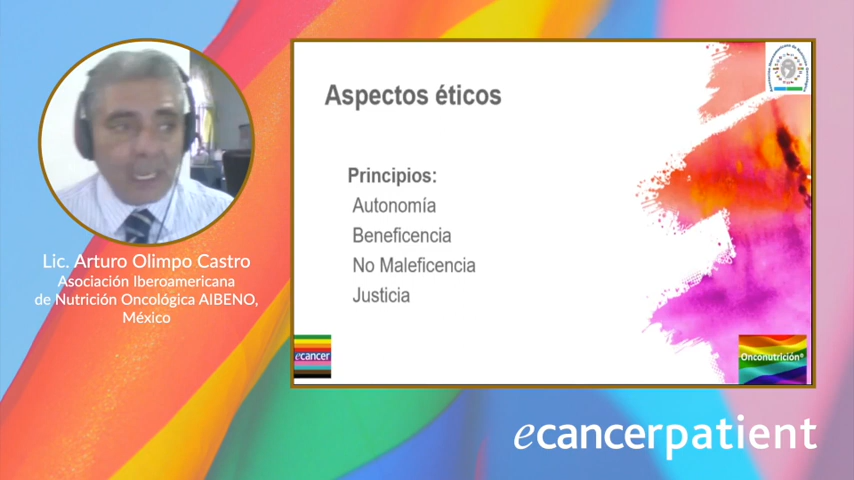 Aspectos éticos
Principios:
Autonomía
Beneficencia
No Maleficencia
Justicia
Lic. Arturo Olimpo Castro
Asociación Iberoamericana
de Nutrición Oncológica AIBENO,
México
ecancer
Onconutrición®
ecancerpatient